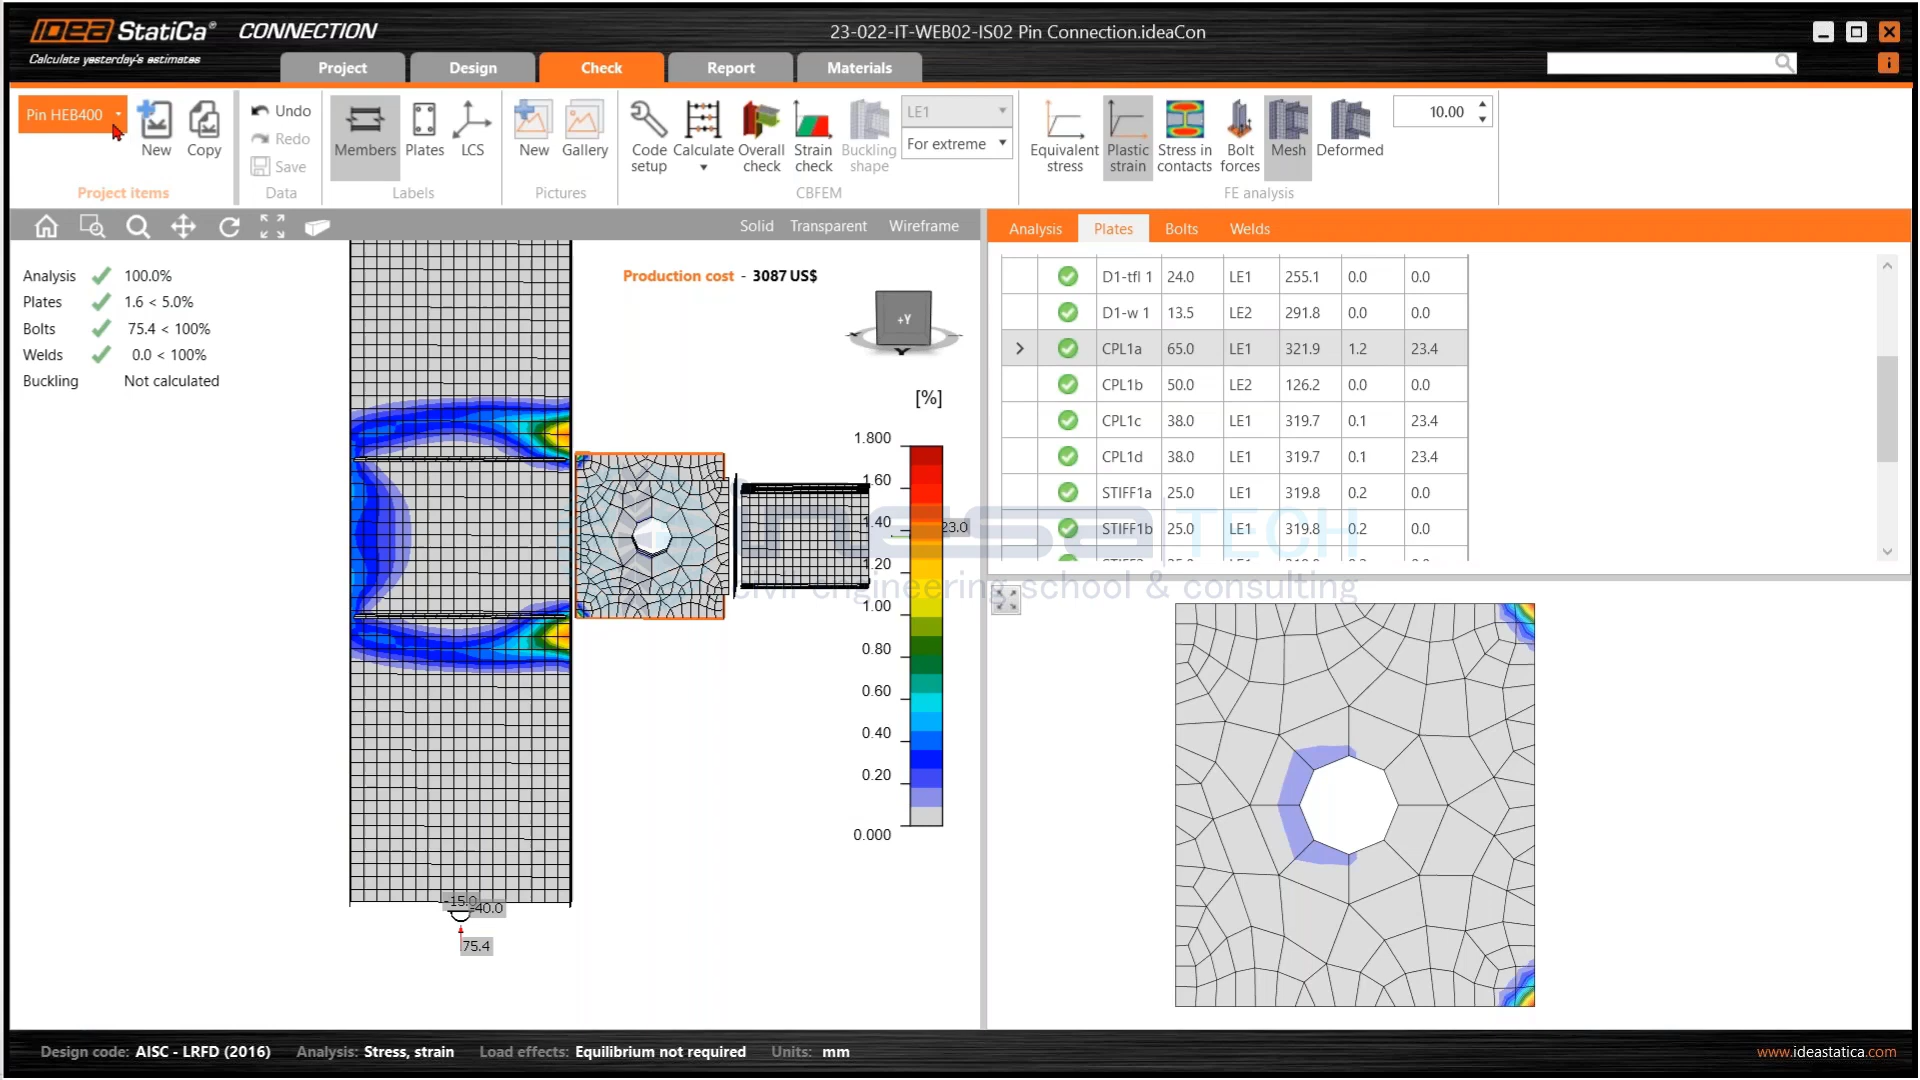 IDEA StatiCa® CONNECTION
Calculate yesterday's estimates
23-022-IT-WEB02-IS02 Pin Connection.ideaCon
Project Design Check Report Materials
Pin HEB400
New Copy
Project items
Undo
Redo
Save
Data
Members Plates LCS
Labels
New Gallery
Pictures
Code setup Calculate Overall check Strain check Buckling shape
LE1
For extreme
CBFEM
Equivalent stress Plastic strain Stress in contacts Bolt forces Mesh Deformed
10.00
FE analysis
Solid Transparent Wireframe
Analysis 100.0%
Plates 1.6 < 5.0%
Bolts 75.4 < 100%
Welds 0.0 < 100%
Buckling Not calculated
Production cost - 3087 US$
+Y
[%]
1.800
1.60
1.40
1.20
1.00
0.80
0.60
0.40
0.20
0.000
23.0
-15.0
-40.0
75.4
Analysis Plates Bolts Welds
D1-tfl 1 24.0 LE1 255.1 0.0 0.0
D1-w 1 13.5 LE2 291.8 0.0 0.0
CPL1a 65.0 LE1 321.9 1.2 23.4
CPL1b 50.0 LE2 126.2 0.0 0.0
CPL1c 38.0 LE1 319.7 0.1 23.4
CPL1d 38.0 LE1 319.7 0.1 23.4
STIFF1a 25.0 LE1 319.8 0.2 0.0
STIFF1b 25.0 LE1 319.8 0.2 0.0
TECH
civil engineering school & consulting
Design code: AISC - LRFD (2016) Analysis: Stress, strain Load effects: Equilibrium not required Units: mm
www.ideastatica.com